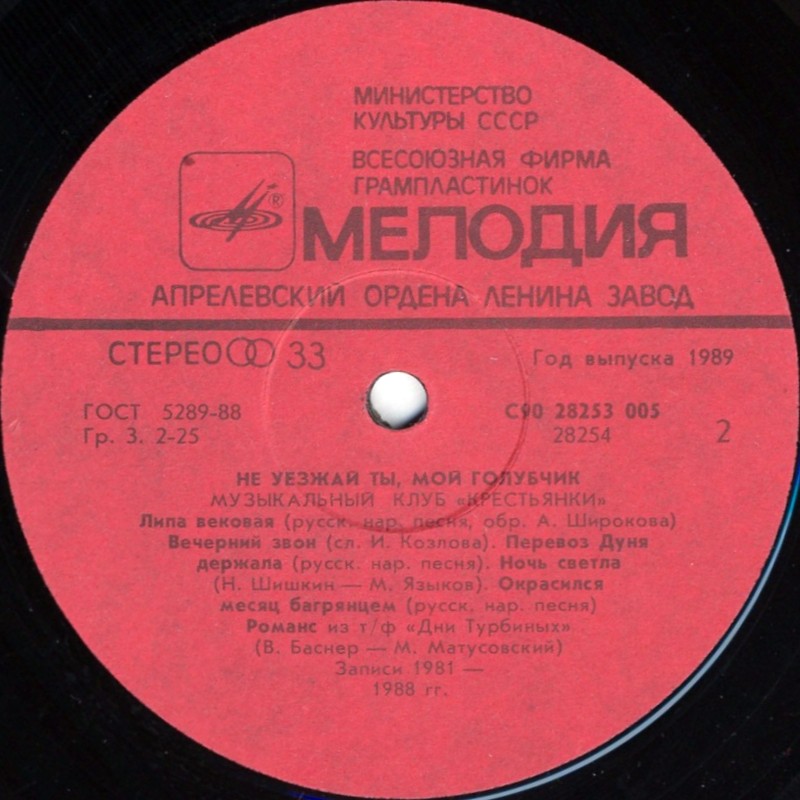 МИНИСТЕРСТВО
КУЛЬТУРЫ СССР
ВСЕСОЮЗНАЯ ФИРМА
ГРАМПЛАСТИНОК
®
МЕЛОДИЯ
АПРЕЛЕВСКИЙ ОРДЕНА ЛЕНИНА ЗАВОД
СТЕРЕО 33
Год выпуска 1989
ГОСТ 5289-88
С90 28253 005
Гр. 3. 2-25
28254
2
НЕ УЕЗЖАЙ ТЫ, МОЙ ГОЛУБЧИК
МУЗЫКАЛЬНЫЙ КЛУБ «КРЕСТЬЯНКИ»
Липа вековая (русск. нар. песня, обр. А. Широкова)
Вечерний звон (сл. И. Козлова). Перевоз Дуня
держала (русск. нар. песня). Ночь светла
(Н. Шишкин — М. Языков). Окрасился
месяц багрянцем (русск. нар. песня)
Романс из т/ф «Дни Турбиных»
(В. Баснер — М. Матусовский)
Записи 1981 —
1988 гг.